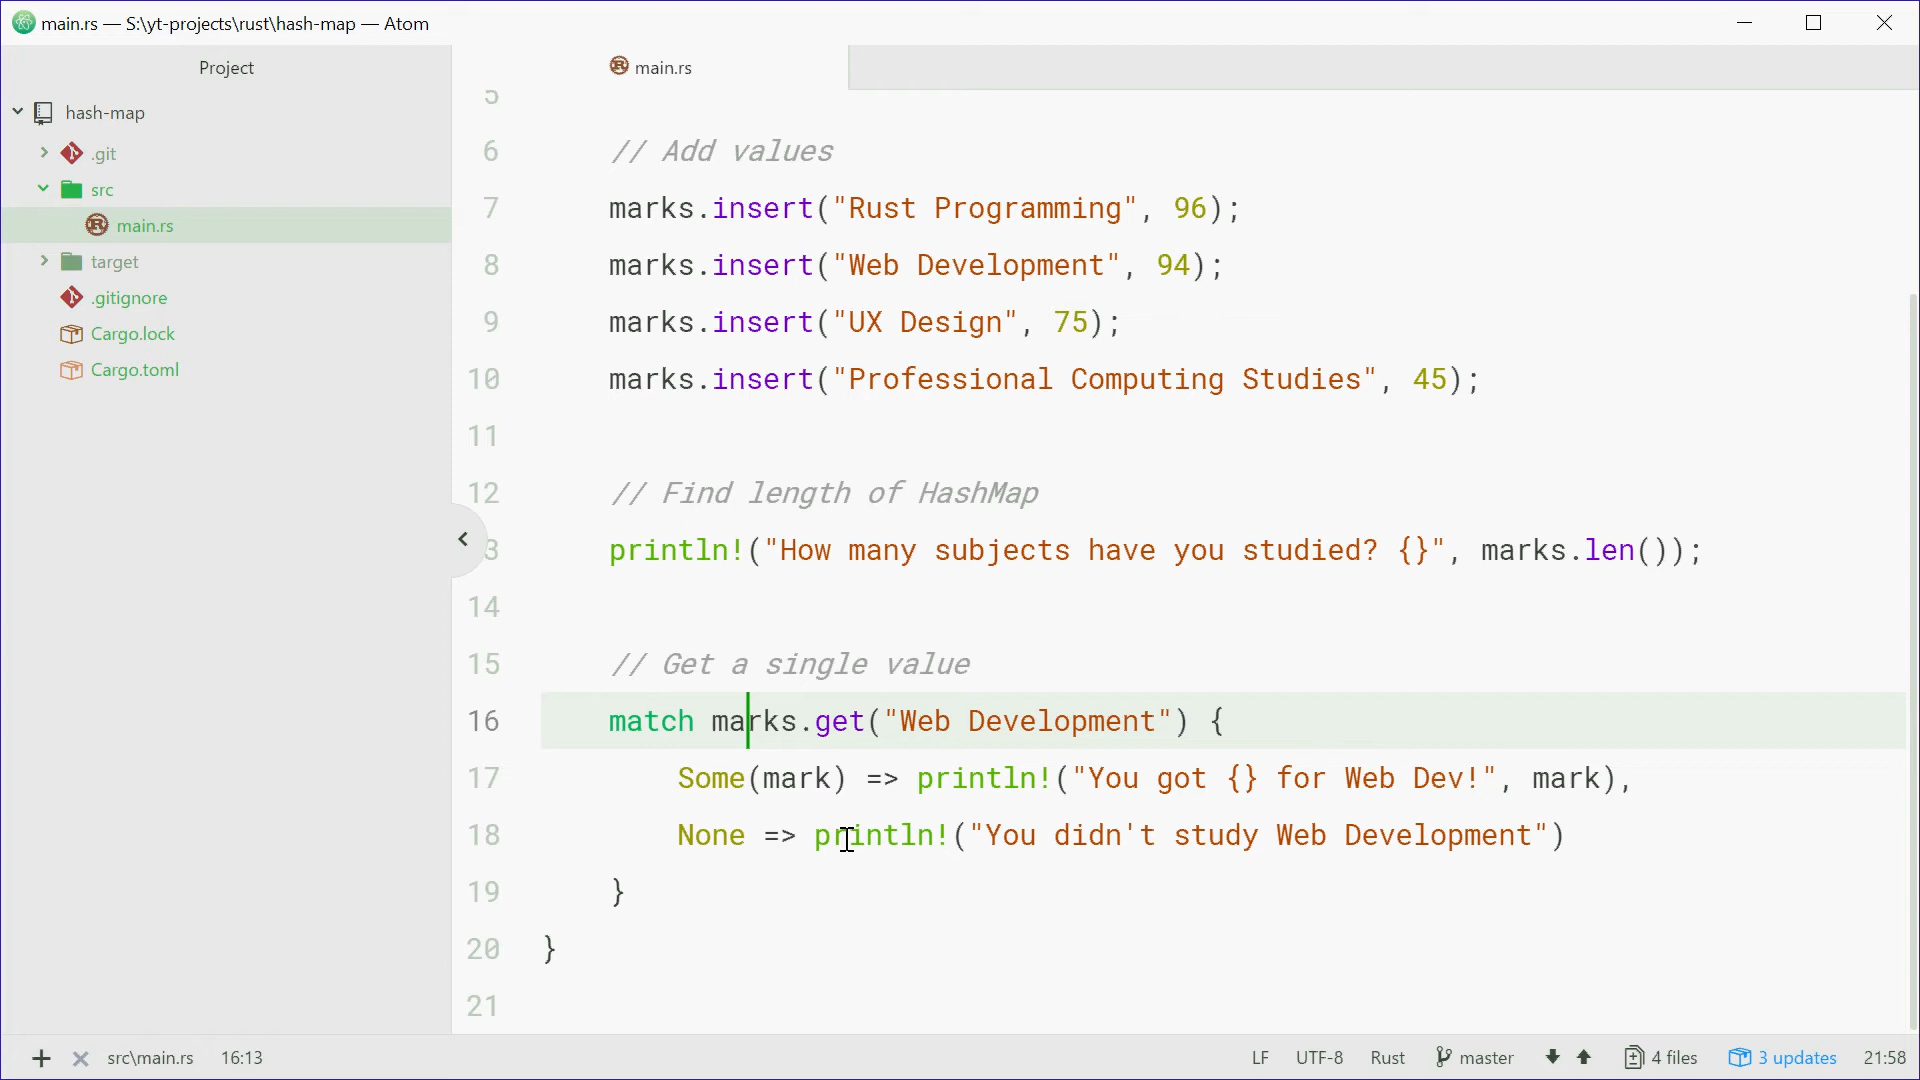 main.rs — S:\yt-projects\rust\hash-map — Atom
Project
main.rs
hash-map
.git
src
main.rs
target
.gitignore
Cargo.lock
Cargo.toml
5
6 // Add values
7 marks.insert("Rust Programming", 96);
8 marks.insert("Web Development", 94);
9 marks.insert("UX Design", 75);
10 marks.insert("Professional Computing Studies", 45);
11
12 // Find length of HashMap
3 println!("How many subjects have you studied? {}", marks.len());
14
15 // Get a single value
16 match marks.get("Web Development") {
17 Some(mark) => println!("You got {} for Web Dev!", mark),
18 None => println!("You didn't study Web Development")
19 }
20 }
21
src\main.rs 16:13 LF UTF-8 Rust master 4 files 3 updates 21:58